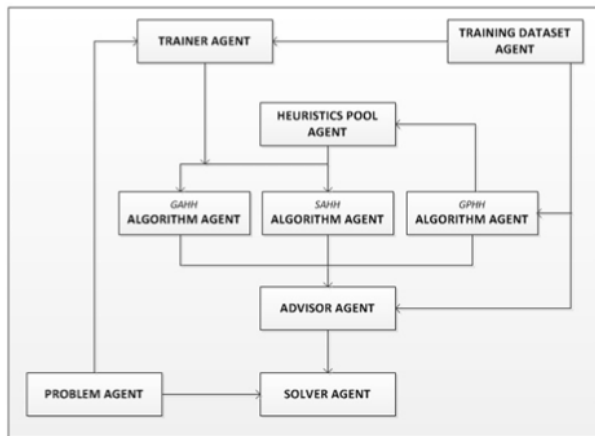 TRAINER AGENT
TRAINING DATASET
AGENT
HEURISTICS POOL
AGENT
GAHH
ALGORITHM AGENT
SAHH
ALGORITHM AGENT
GPHH
ALGORITHM AGENT
ADVISOR AGENT
PROBLEM AGENT
SOLVER AGENT